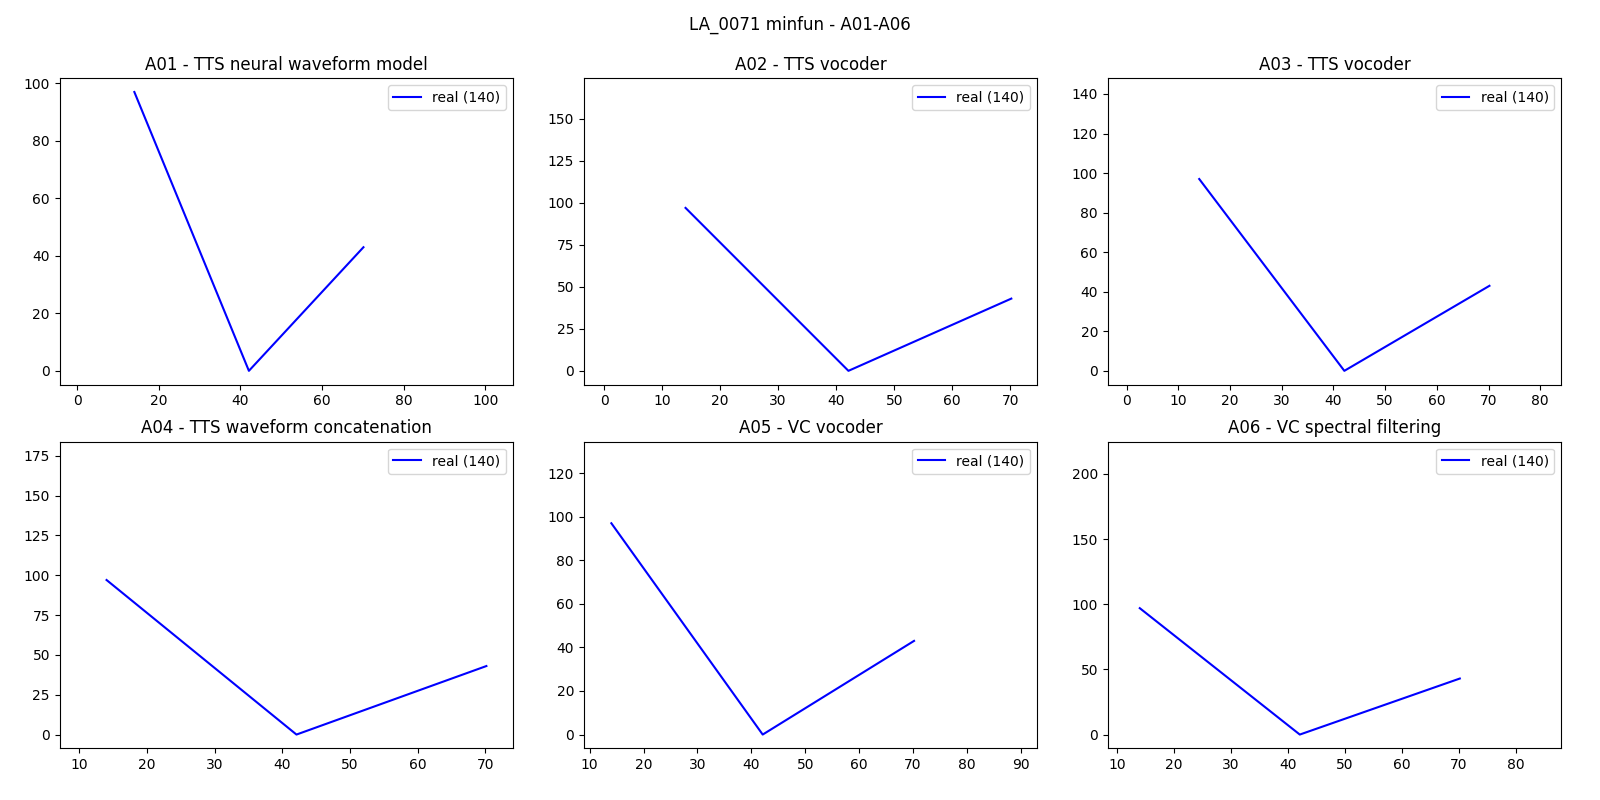 LA_0071 minfun - A01-A06
A01 - TTS neural waveform model
real (140)
100
80
60
40
20
0
0 20 40 60 80 100
A02 - TTS vocoder
real (140)
150
125
100
75
50
25
0
0 10 20 30 40 50 60 70
A03 - TTS vocoder
real (140)
140
120
100
80
60
40
20
0
0 10 20 30 40 50 60 70 80
A04 - TTS waveform concatenation
real (140)
175
150
125
100
75
50
25
0
10 20 30 40 50 60 70
A05 - VC vocoder
real (140)
120
100
80
60
40
20
0
10 20 30 40 50 60 70 80 90
A06 - VC spectral filtering
real (140)
200
150
100
50
0
10 20 30 40 50 60 70 80